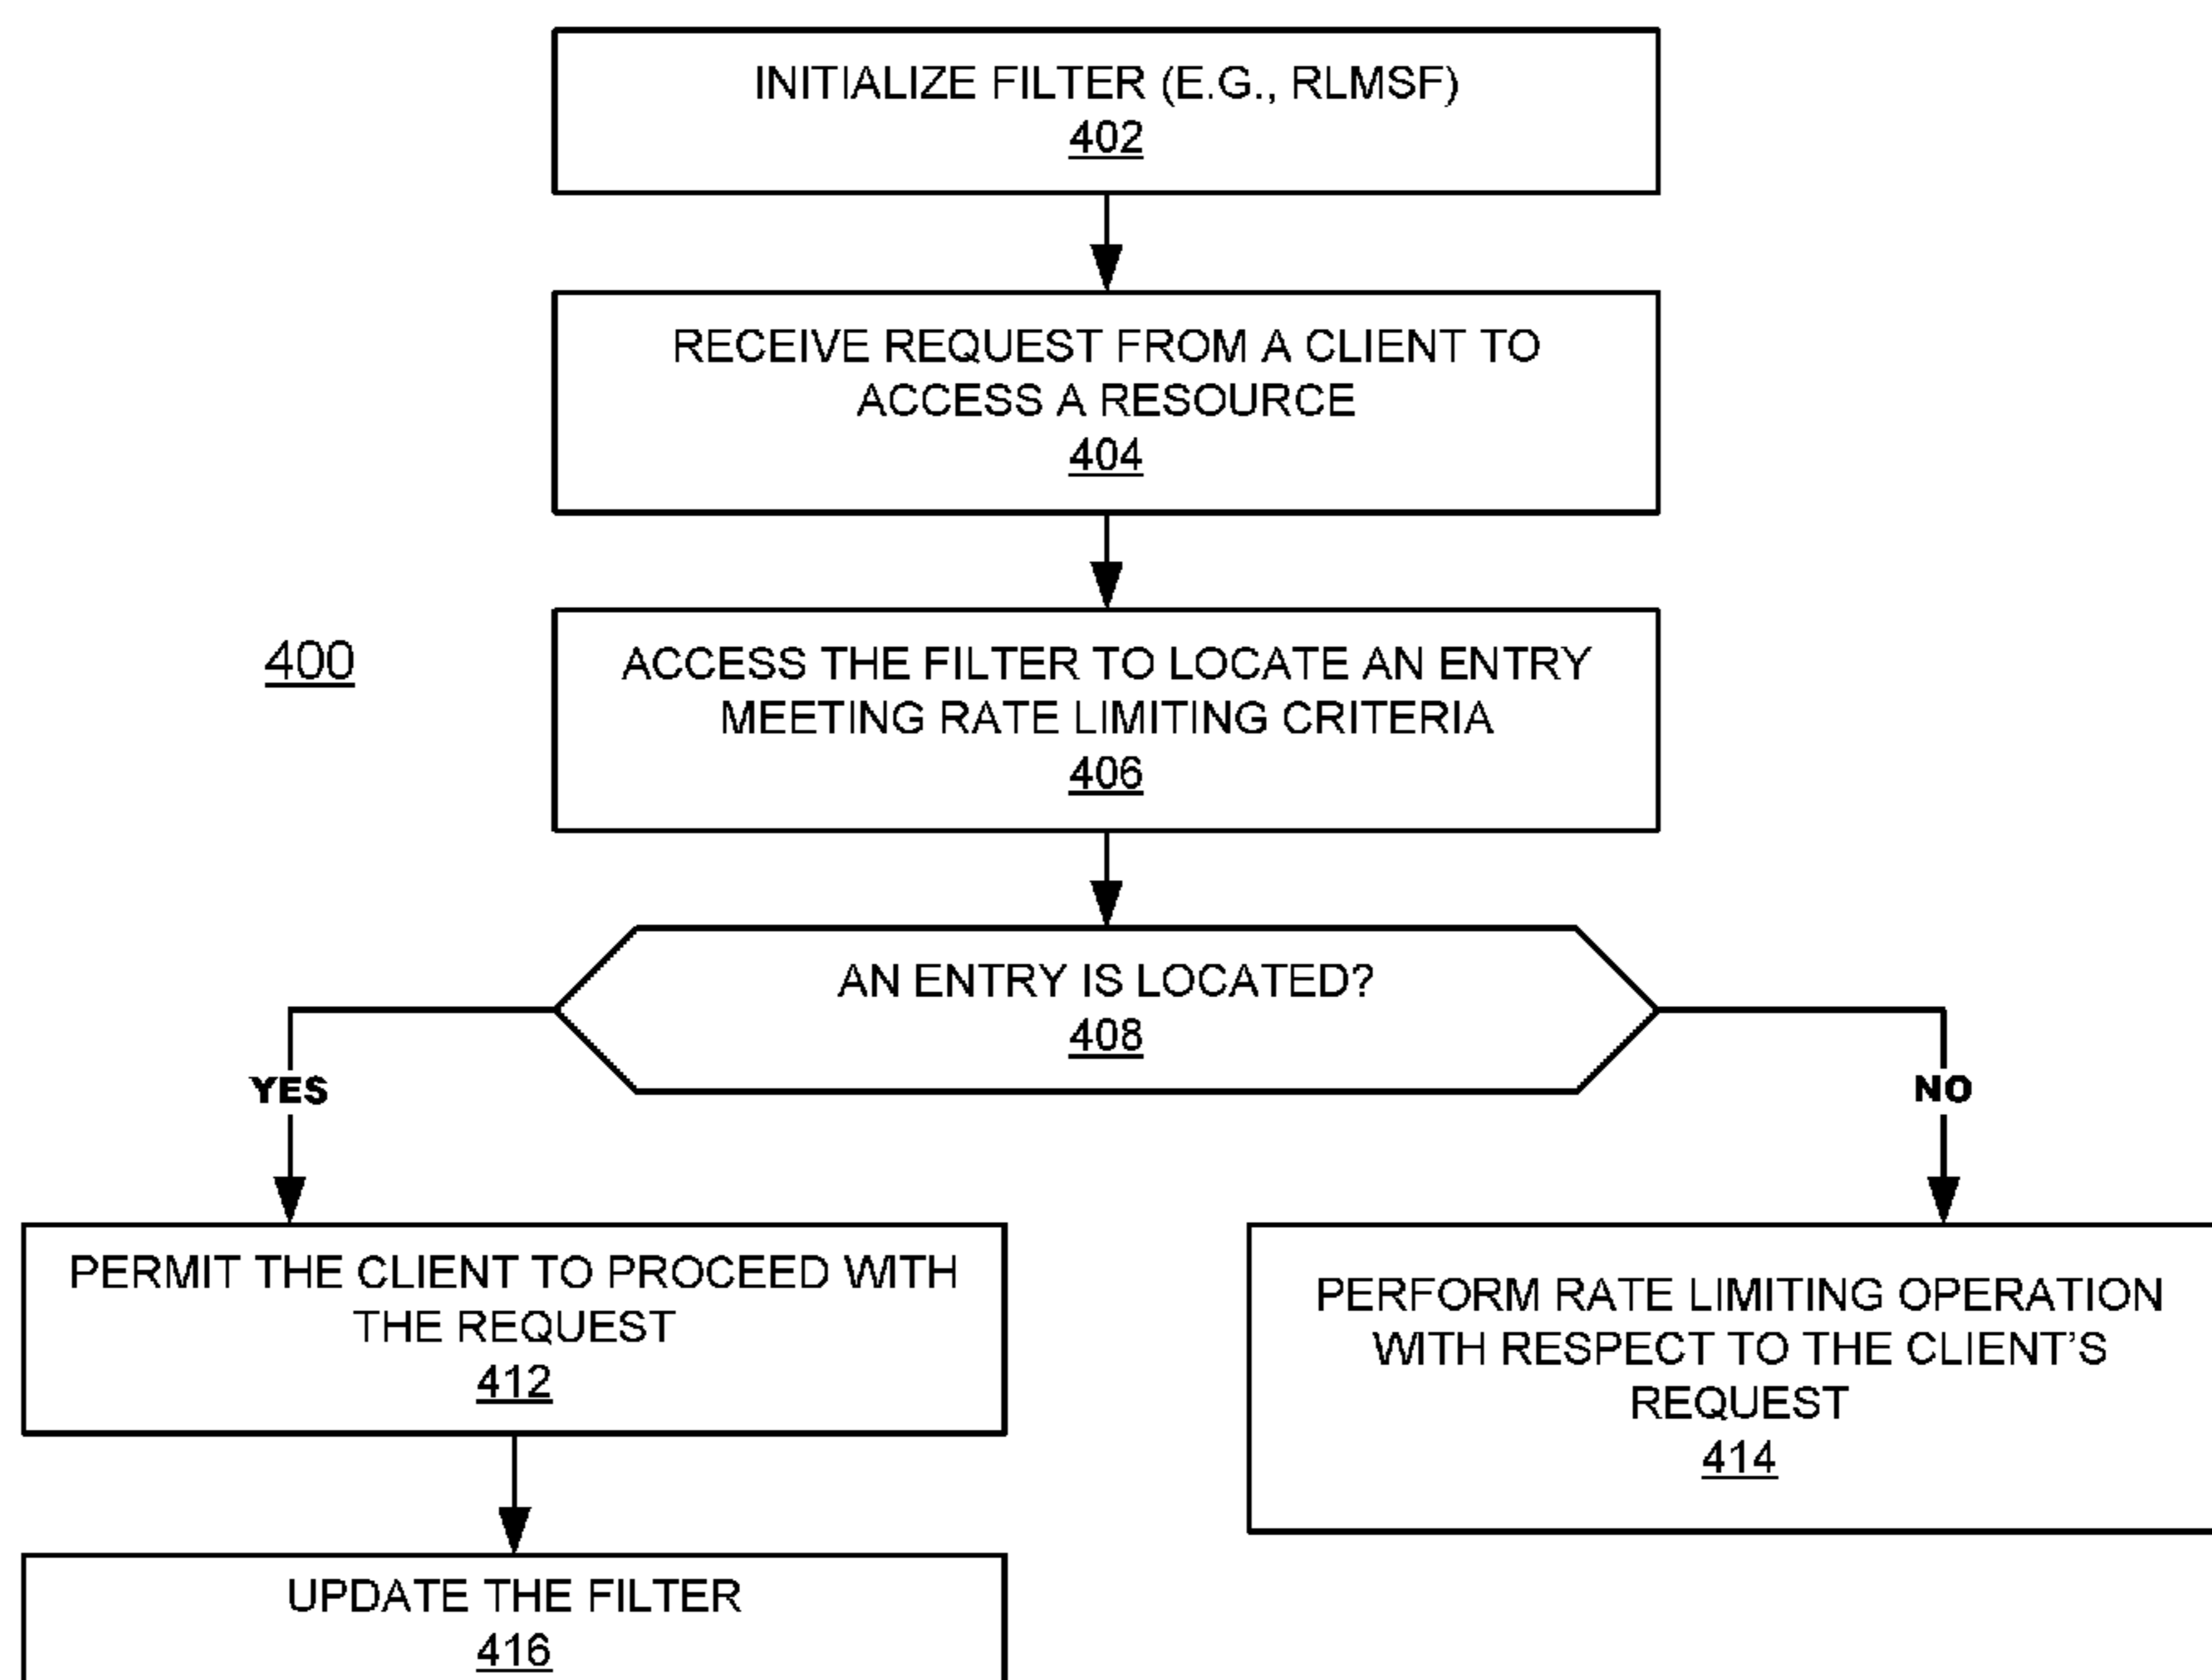 INITIALIZE FILTER (E.G., RLMSF)
402
RECEIVE REQUEST FROM A CLIENT TO
ACCESS A RESOURCE
404
400
ACCESS THE FILTER TO LOCATE AN ENTRY
MEETING RATE LIMITING CRITERIA
406
AN ENTRY IS LOCATED?
408
YES
NO
PERMIT THE CLIENT TO PROCEED WITH
THE REQUEST
412
PERFORM RATE LIMITING OPERATION
WITH RESPECT TO THE CLIENT'S
REQUEST
414
UPDATE THE FILTER
416